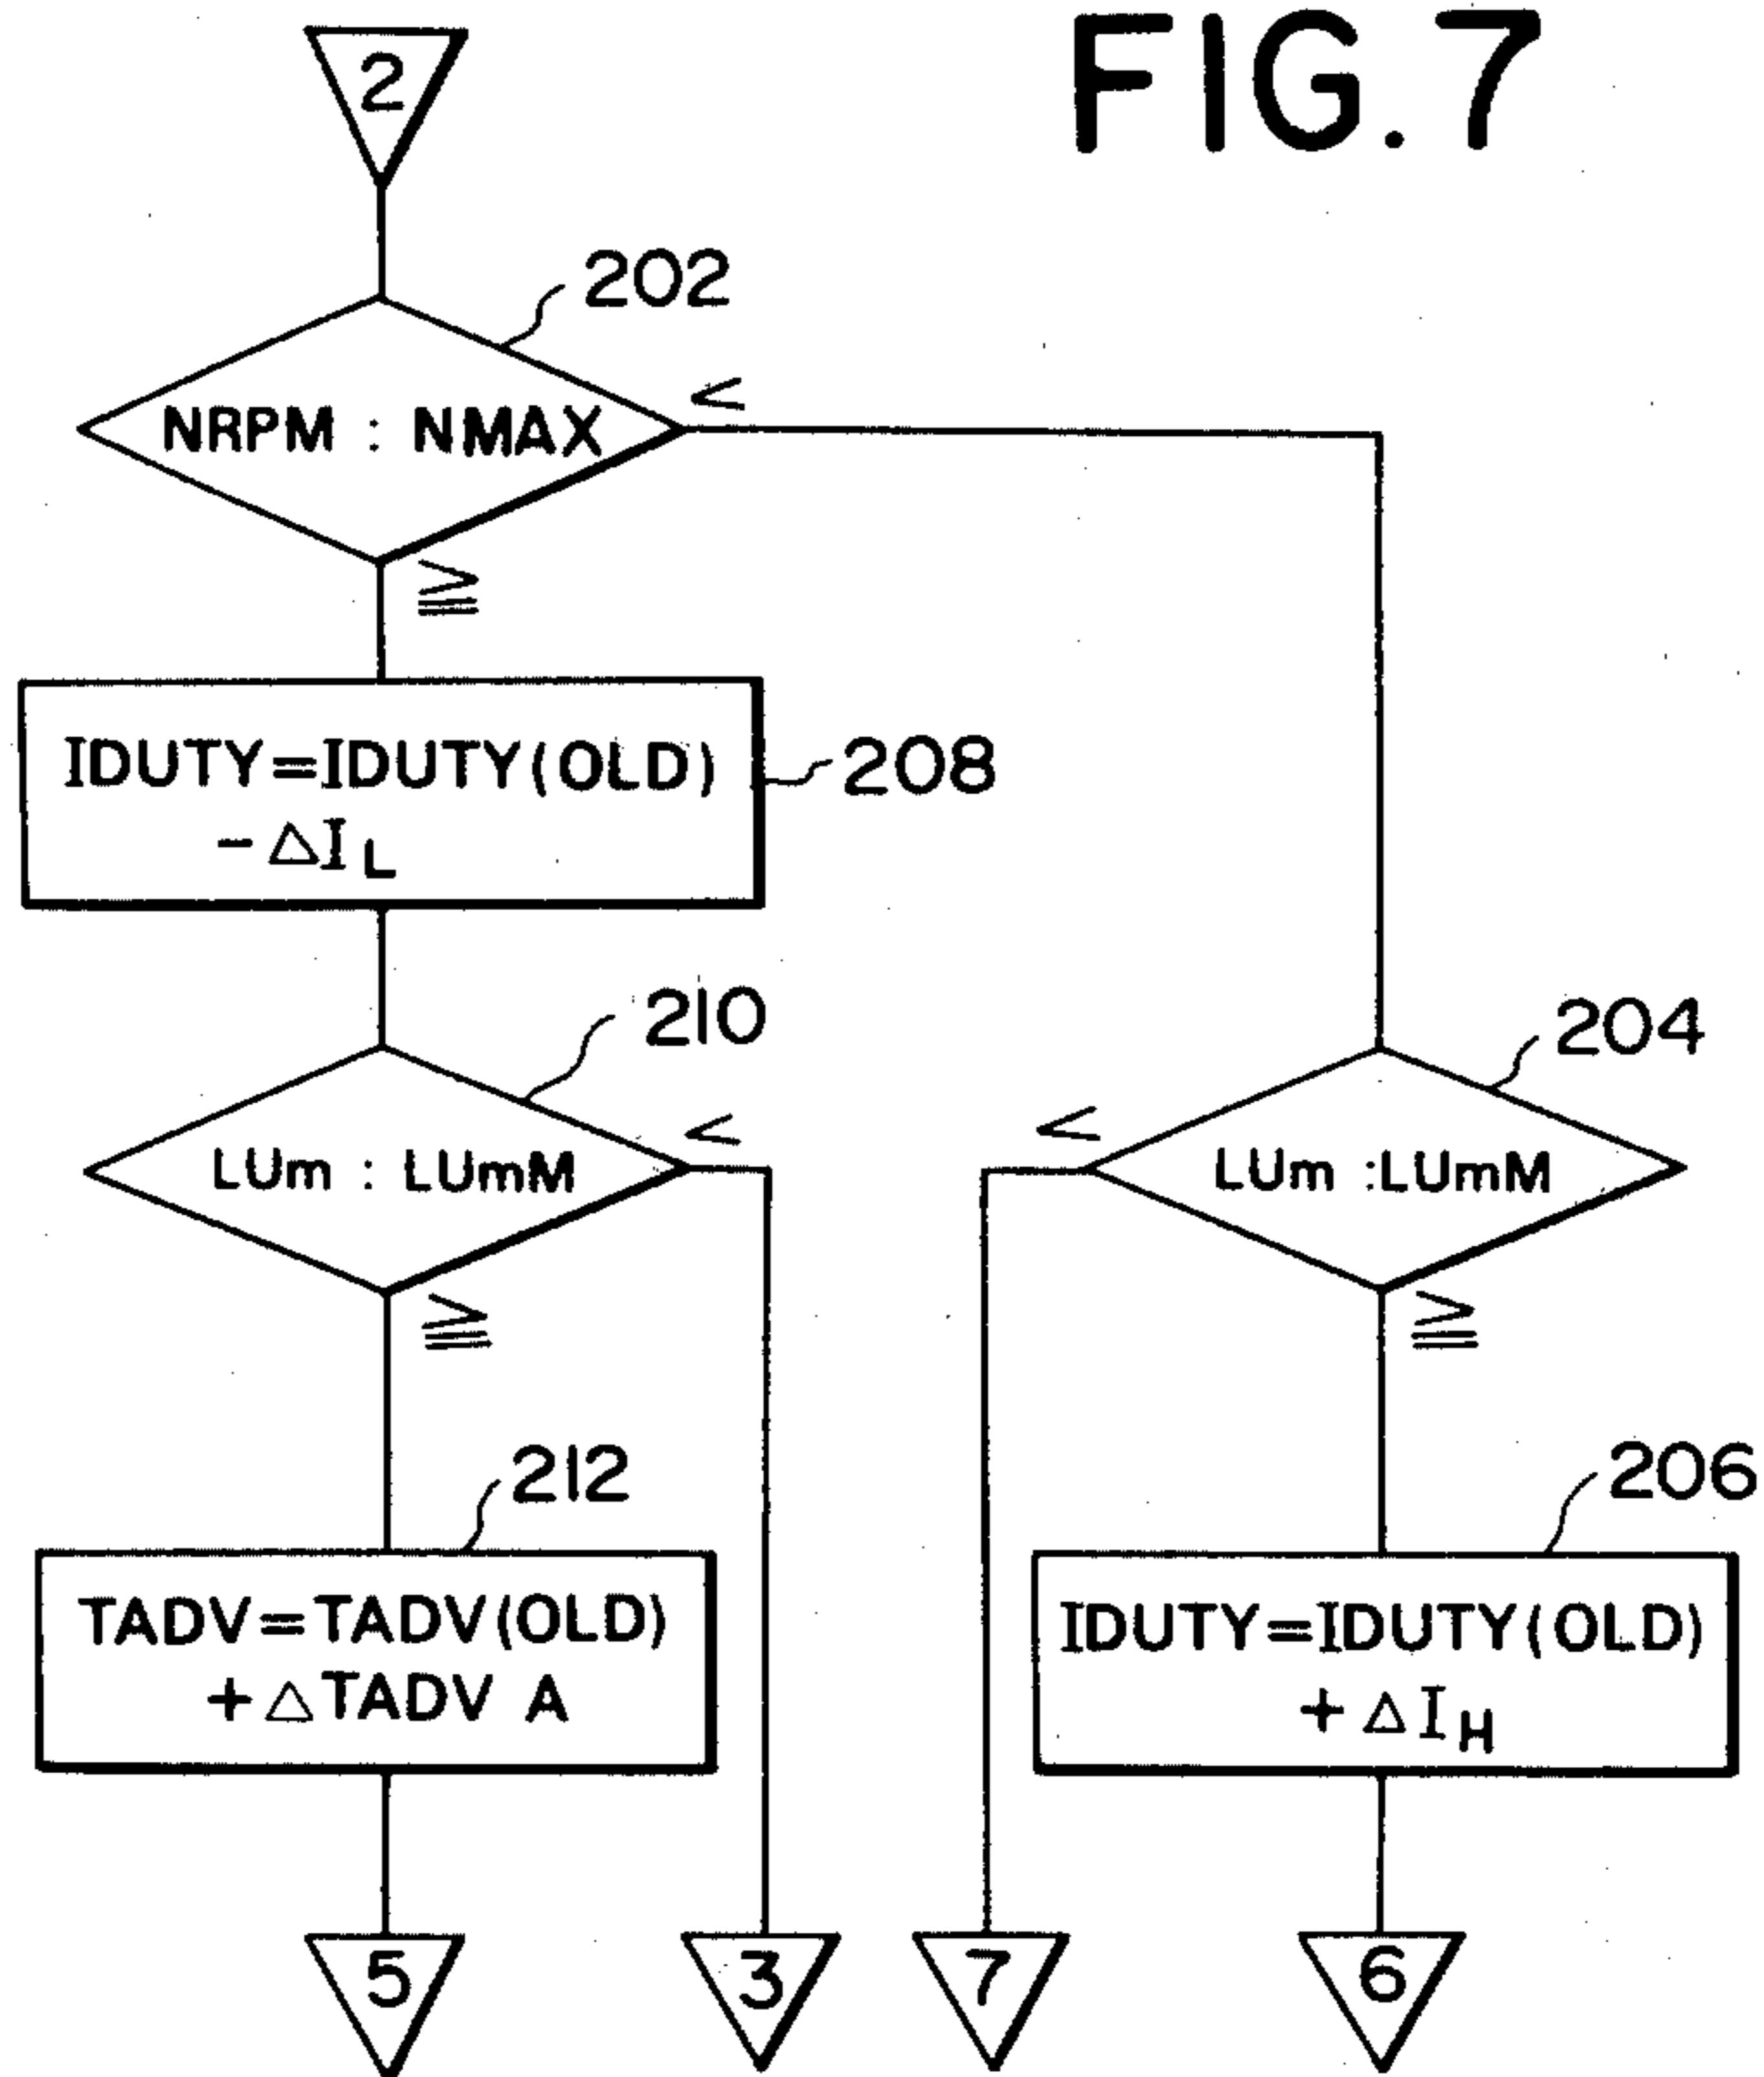 FIG.7
2
202
NRPM : NMAX
<
≧
IDUTY=IDUTY(OLD)
-ΔIL
208
210
LUm : LUmM
<
≧
204
LUm :LUmM
<
≧
212
TADV=TADV(OLD)
+ΔTADV A
206
IDUTY=IDUTY(OLD)
+ ΔIH
5
3
7
6